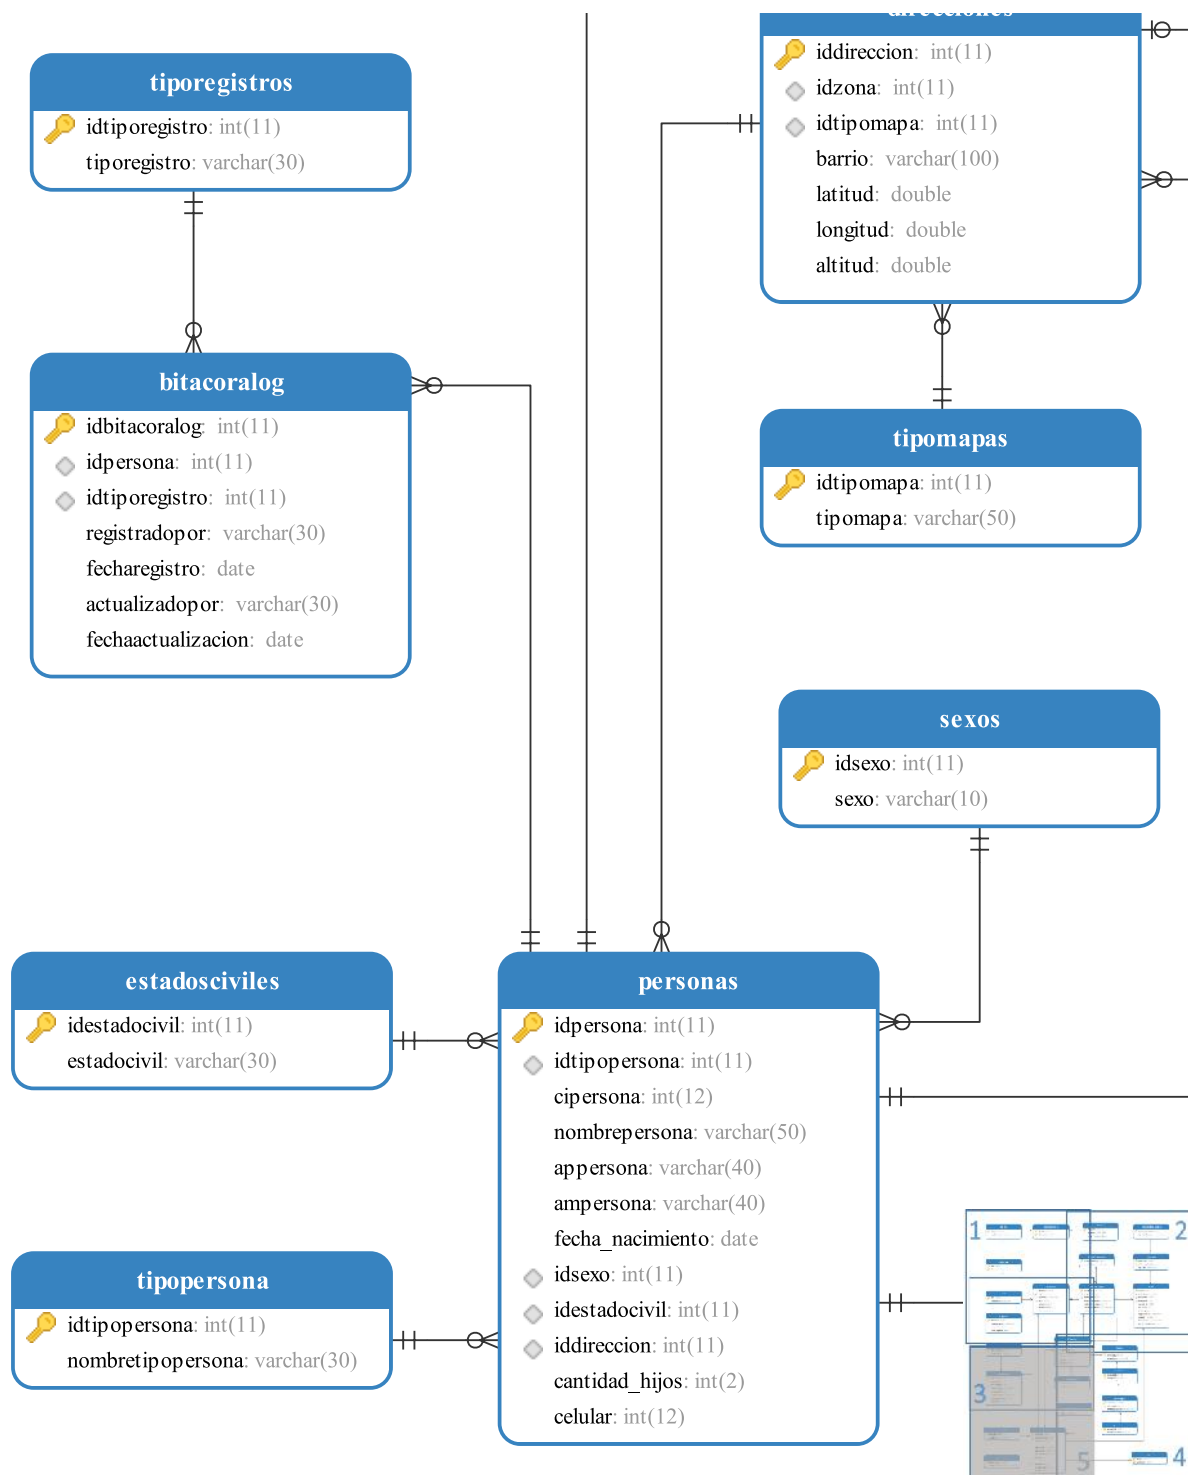 tiporegistros
idtiporegistro: int(11)
tiporegistro: varchar(30)
direcciones
iddireccion: int(11)
idzona: int(11)
idtipomapa: int(11)
barrio: varchar(100)
latitud: double
longitud: double
altitud: double
bitacoralog
idbitacoralog: int(11)
idpersona: int(11)
idtiporegistro: int(11)
registradopor: varchar(30)
fecharegistro: date
actualizadopor: varchar(30)
fechaactualizacion: date
tipomapas
idtipomapa: int(11)
tipomapa: varchar(50)
sexos
idsexo: int(11)
sexo: varchar(10)
estadosciviles
idestadocivil: int(11)
estadocivil: varchar(30)
personas
idpersona: int(11)
idtipopersona: int(11)
cipersona: int(12)
nombrepersona: varchar(50)
appersona: varchar(40)
ampersona: varchar(40)
fecha_nacimiento: date
idsexo: int(11)
idestadocivil: int(11)
iddireccion: int(11)
cantidad_hijos: int(2)
celular: int(12)
tipopersona
idtipopersona: int(11)
nombretipopersona: varchar(30)
1
2
3
5
4